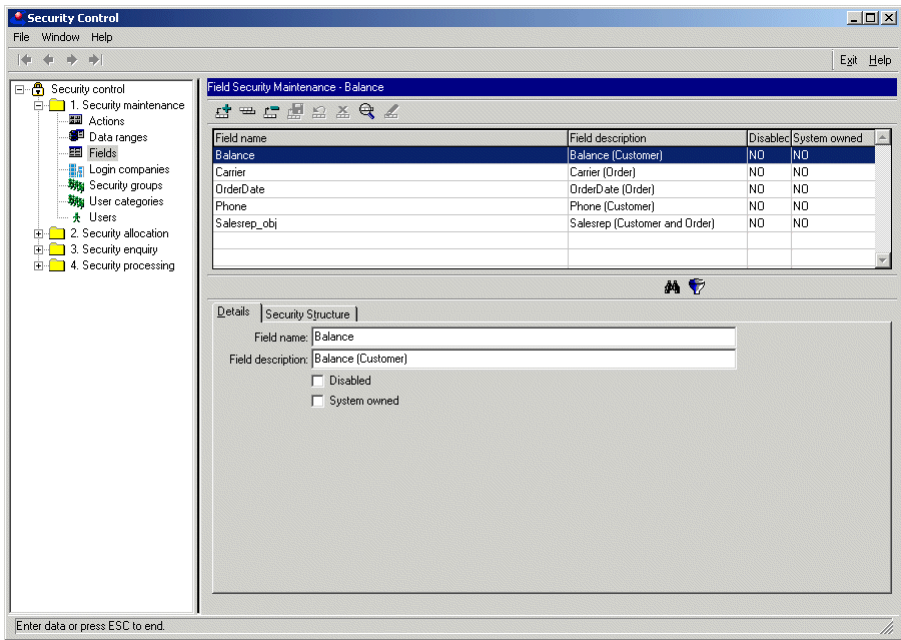 Security Control
File Window Help
Exit Help
Security control
1. Security maintenance
Actions
Data ranges
Fields
Login companies
Security groups
User categories
Users
2. Security allocation
3. Security enquiry
4. Security processing
Field Security Maintenance - Balance
Field name Field description Disabled System owned
Balance Balance (Customer) NO NO
Carrier Carrier (Order) NO NO
OrderDate OrderDate (Order) NO NO
Phone Phone (Customer) NO NO
Salesrep_obj Salesrep (Customer and Order) NO NO
Details Security Structure
Field name: Balance
Field description: Balance (Customer)
Disabled
System owned
Enter data or press ESC to end.